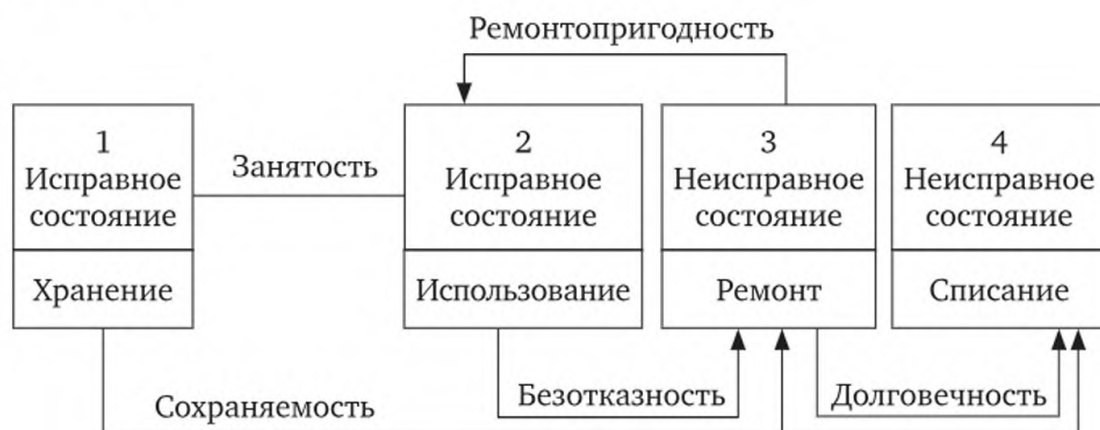 Ремонтопригодность
1
Исправное
состояние
Хранение
Занятость
2
Исправное
состояние
Использование
3
Неисправное
состояние
Ремонт
4
Неисправное
состояние
Списание
Сохраняемость
Безотказность
Долговечность